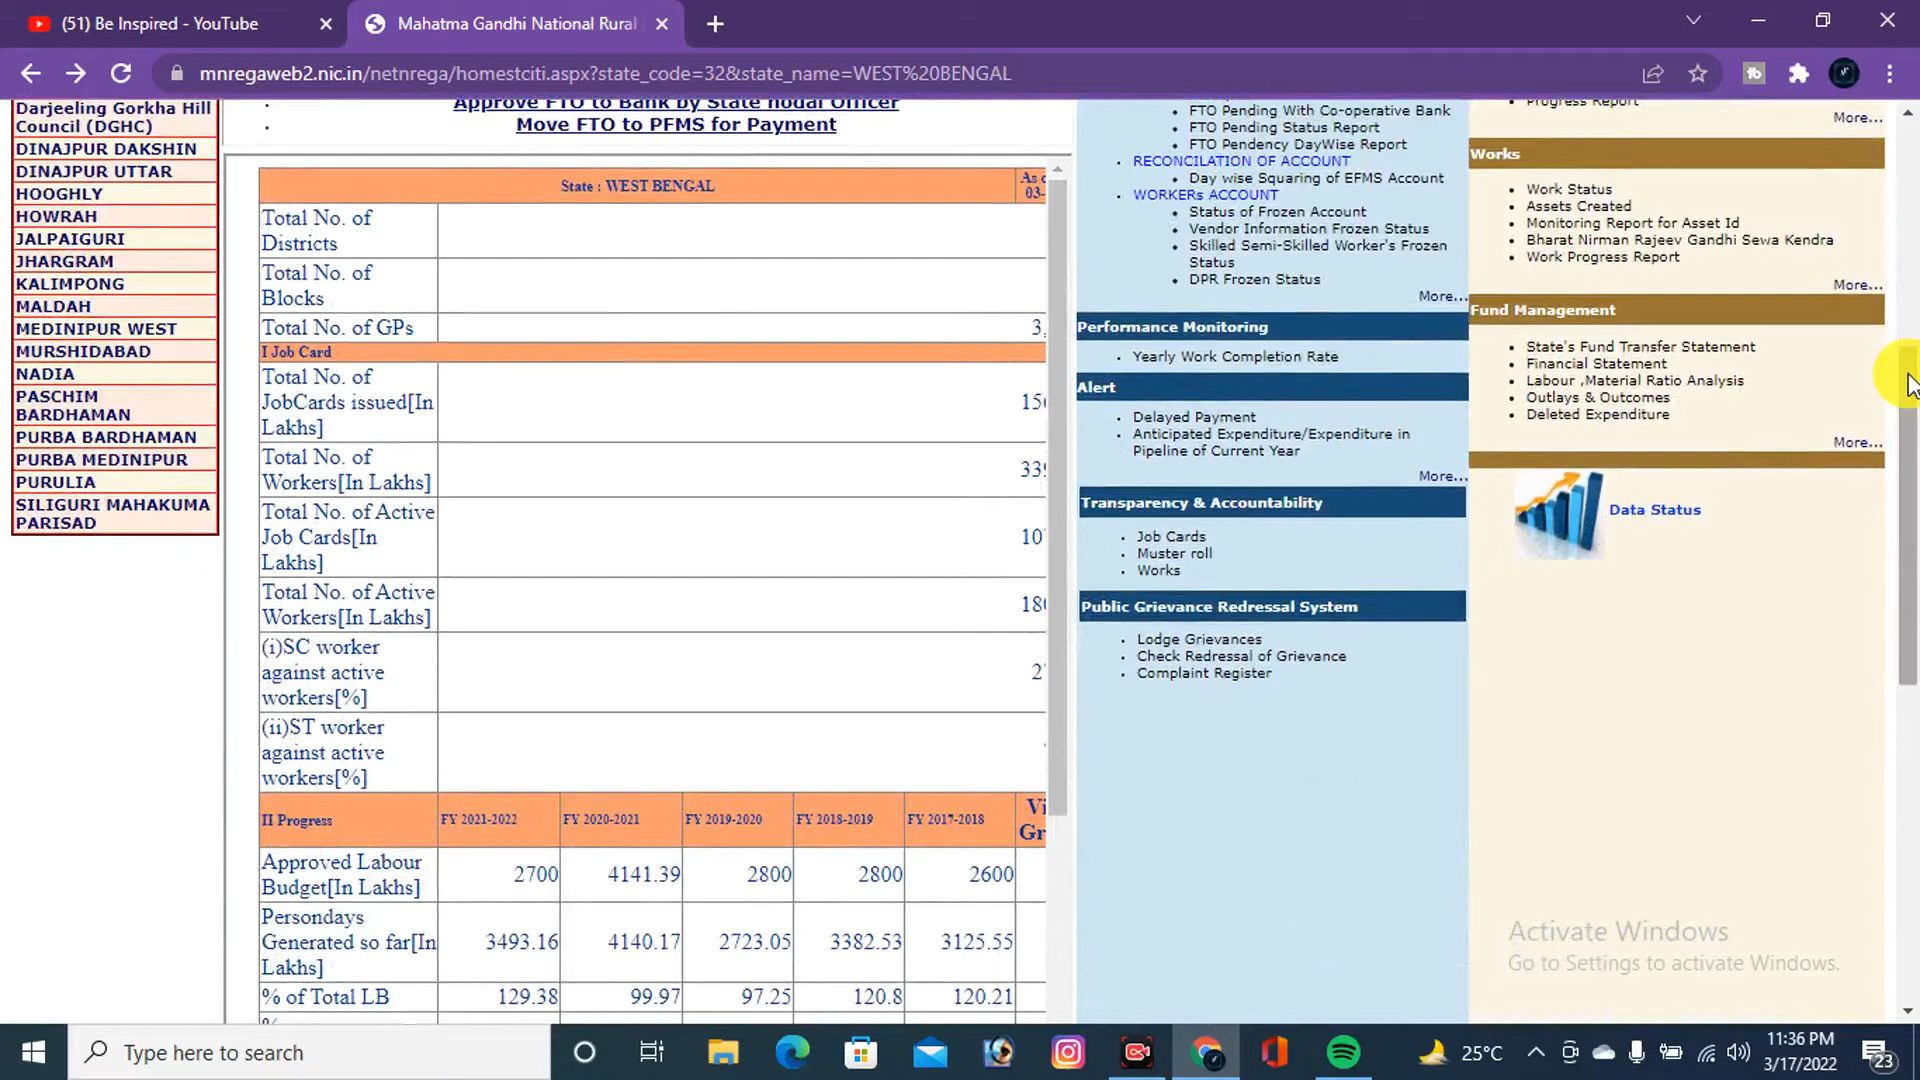 (51) Be Inspired - YouTube
Mahatma Gandhi National Rural
mnregaweb2.nic.in/netnrega/homestciti.aspx?state_code=32&state_name=WEST%20BENGAL
Darjeeling Gorkha Hill
Council (DGHC)
DINAJPUR DAKSHIN
DINAJPUR UTTAR
HOOGHLY
HOWRAH
JALPAIGURI
JHARGRAM
KALIMPONG
MALDAH
MEDINIPUR WEST
MURSHIDABAD
NADIA
PASCHIM
BARDHAMAN
PURBA BARDHAMAN
PURBA MEDINIPUR
PURULIA
SILIGURI MAHAKUMA
PARISAD
Approve FTO to Bank by State nodal Officer
Move FTO to PFMS for Payment
State : WEST BENGAL
As o
03-
Total No. of
Districts
Total No. of
Blocks
Total No. of GPs 3,
I Job Card
Total No. of
JobCards issued[In
Lakhs]
156
Total No. of
Workers[In Lakhs]
339
Total No. of Active
Job Cards[In
Lakhs]
Total No. of Active
Workers[In Lakhs]
(i)SC worker
against active
workers[%]
(ii)ST worker
against active
workers[%]
II Progress FY 2021-2022 FY 2020-2021 FY 2019-2020 FY 2018-2019 FY 2017-2018
Approved Labour
Budget[In Lakhs]
2700 4141.39 2800 2800 2600
Persondays
Generated so far[In
Lakhs]
3493.16 4140.17 2723.05 3382.53 3125.55
% of Total LB 129.38 99.97 97.25 120.8 120.21
%
FTO Pending With Co-operative Bank
FTO Pending Status Report
FTO Pendency DayWise Report
RECONCILATION OF ACCOUNT
Day wise Squaring of EFMS Account
WORKERs ACCOUNT
Status of Frozen Account
Vendor Information Frozen Status
Skilled Semi-Skilled Worker's Frozen
Status
DPR Frozen Status
More...
Performance Monitoring
Yearly Work Completion Rate
Alert
Delayed Payment
Anticipated Expenditure/Expenditure in
Pipeline of Current Year
More...
Transparency & Accountability
Job Cards
Muster roll
Works
Public Grievance Redressal System
Lodge Grievances
Check Redressal of Grievance
Complaint Register
Progress Report
More...
Works
Work Status
Assets Created
Monitoring Report for Asset Id
Bharat Nirman Rajeev Gandhi Sewa Kendra
Work Progress Report
More...
Fund Management
State's Fund Transfer Statement
Financial Statement
Labour ,Material Ratio Analysis
Outlays & Outcomes
Deleted Expenditure
More...
Data Status
Activate Windows
Go to Settings to activate Windows.
Type here to search
25°C
11:36 PM
3/17/2022
23